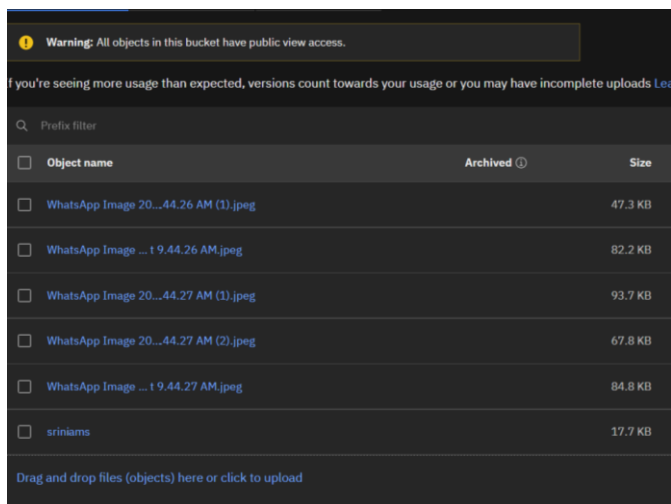 Warning: All objects in this bucket have public view access.
f you're seeing more usage than expected, versions count towards your usage or you may have incomplete uploads Lea
Prefix filter
Object name Archived Size
WhatsApp Image 20...44.26 AM (1).jpeg 47.3 KB
WhatsApp Image ... t 9.44.26 AM.jpeg 82.2 KB
WhatsApp Image 20...44.27 AM (1).jpeg 93.7 KB
WhatsApp Image 20...44.27 AM (2).jpeg 67.8 KB
WhatsApp Image ... t 9.44.27 AM.jpeg 84.8 KB
sriniams 17.7 KB
Drag and drop files (objects) here or click to upload